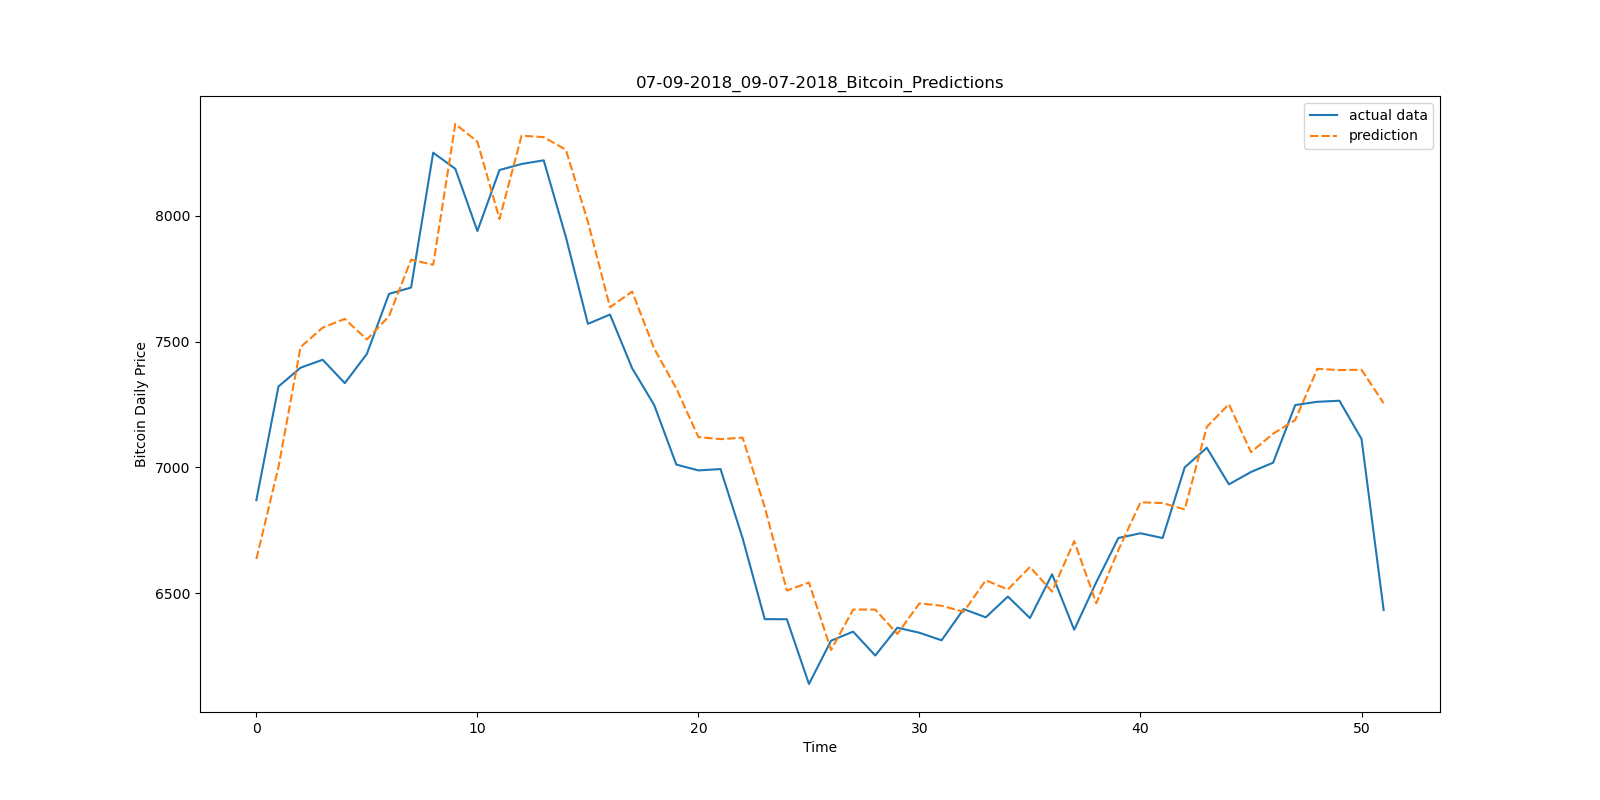 07-09-2018_09-07-2018_Bitcoin_Predictions
actual data
prediction
Bitcoin Daily Price
8000
7500
7000
6500
0 10 20 30 40 50
Time